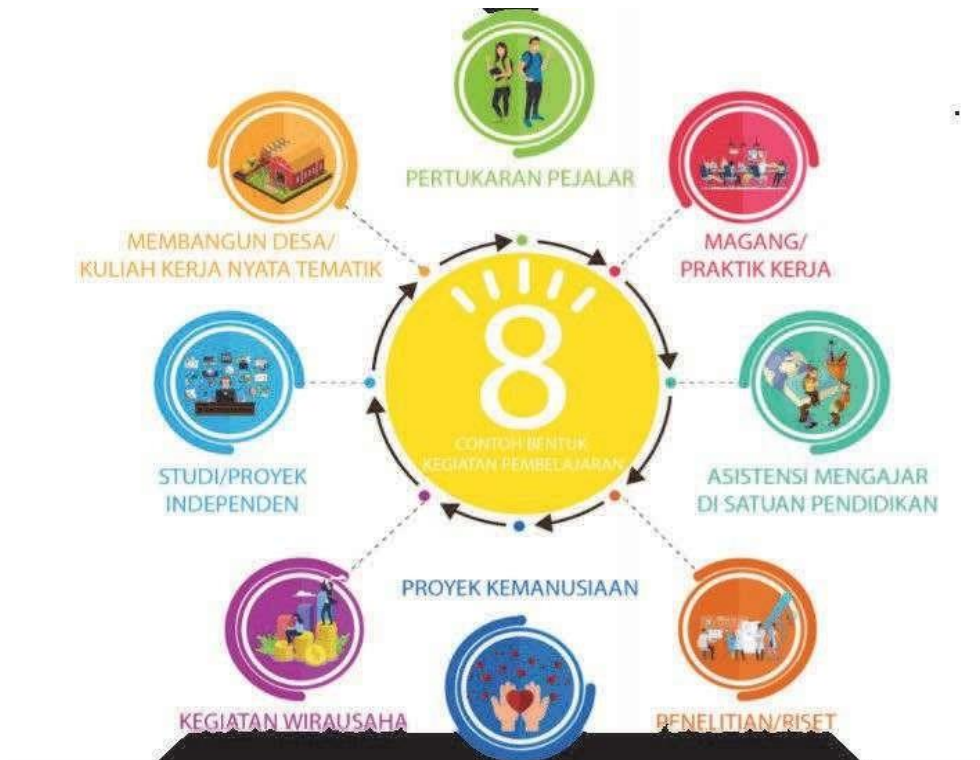 PERTUKARAN PEJALAR
MAGANG/
PRAKTIK KERJA
ASISTENSI MENGAJAR
DI SATUAN PENDIDIKAN
PENELITIAN/RISET
PROYEK KEMANUSIAAN
KEGIATAN WIRAUSAHA
STUDI/PROYEK
INDEPENDEN
MEMBANGUN DESA/
KULIAH KERJA NYATA TEMATIK
8
CONTOH BENTUK
KEGIATAN PEMBELAJARAN